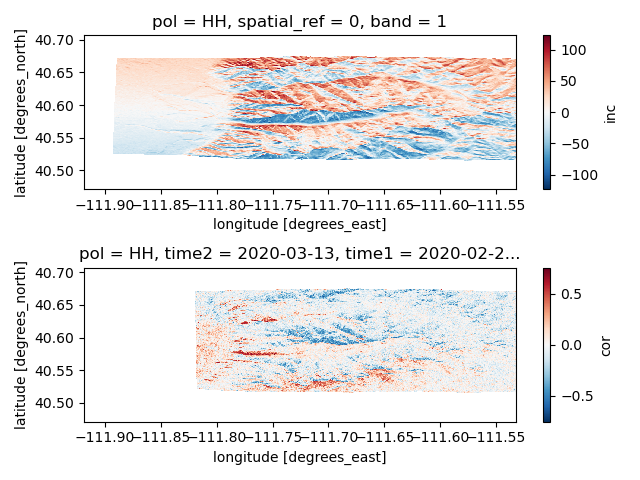 pol = HH, spatial_ref = 0, band = 1
40.70
40.65
40.60
40.55
40.50
latitude [degrees_north]
−111.90 −111.85 −111.80 −111.75 −111.70 −111.65 −111.60 −111.55
longitude [degrees_east]
100
50
0
−50
−100
inc
pol = HH, time2 = 2020-03-13, time1 = 2020-02-2...
40.70
40.65
40.60
40.55
40.50
latitude [degrees_north]
−111.90 −111.85 −111.80 −111.75 −111.70 −111.65 −111.60 −111.55
longitude [degrees_east]
0.5
0.0
−0.5
cor